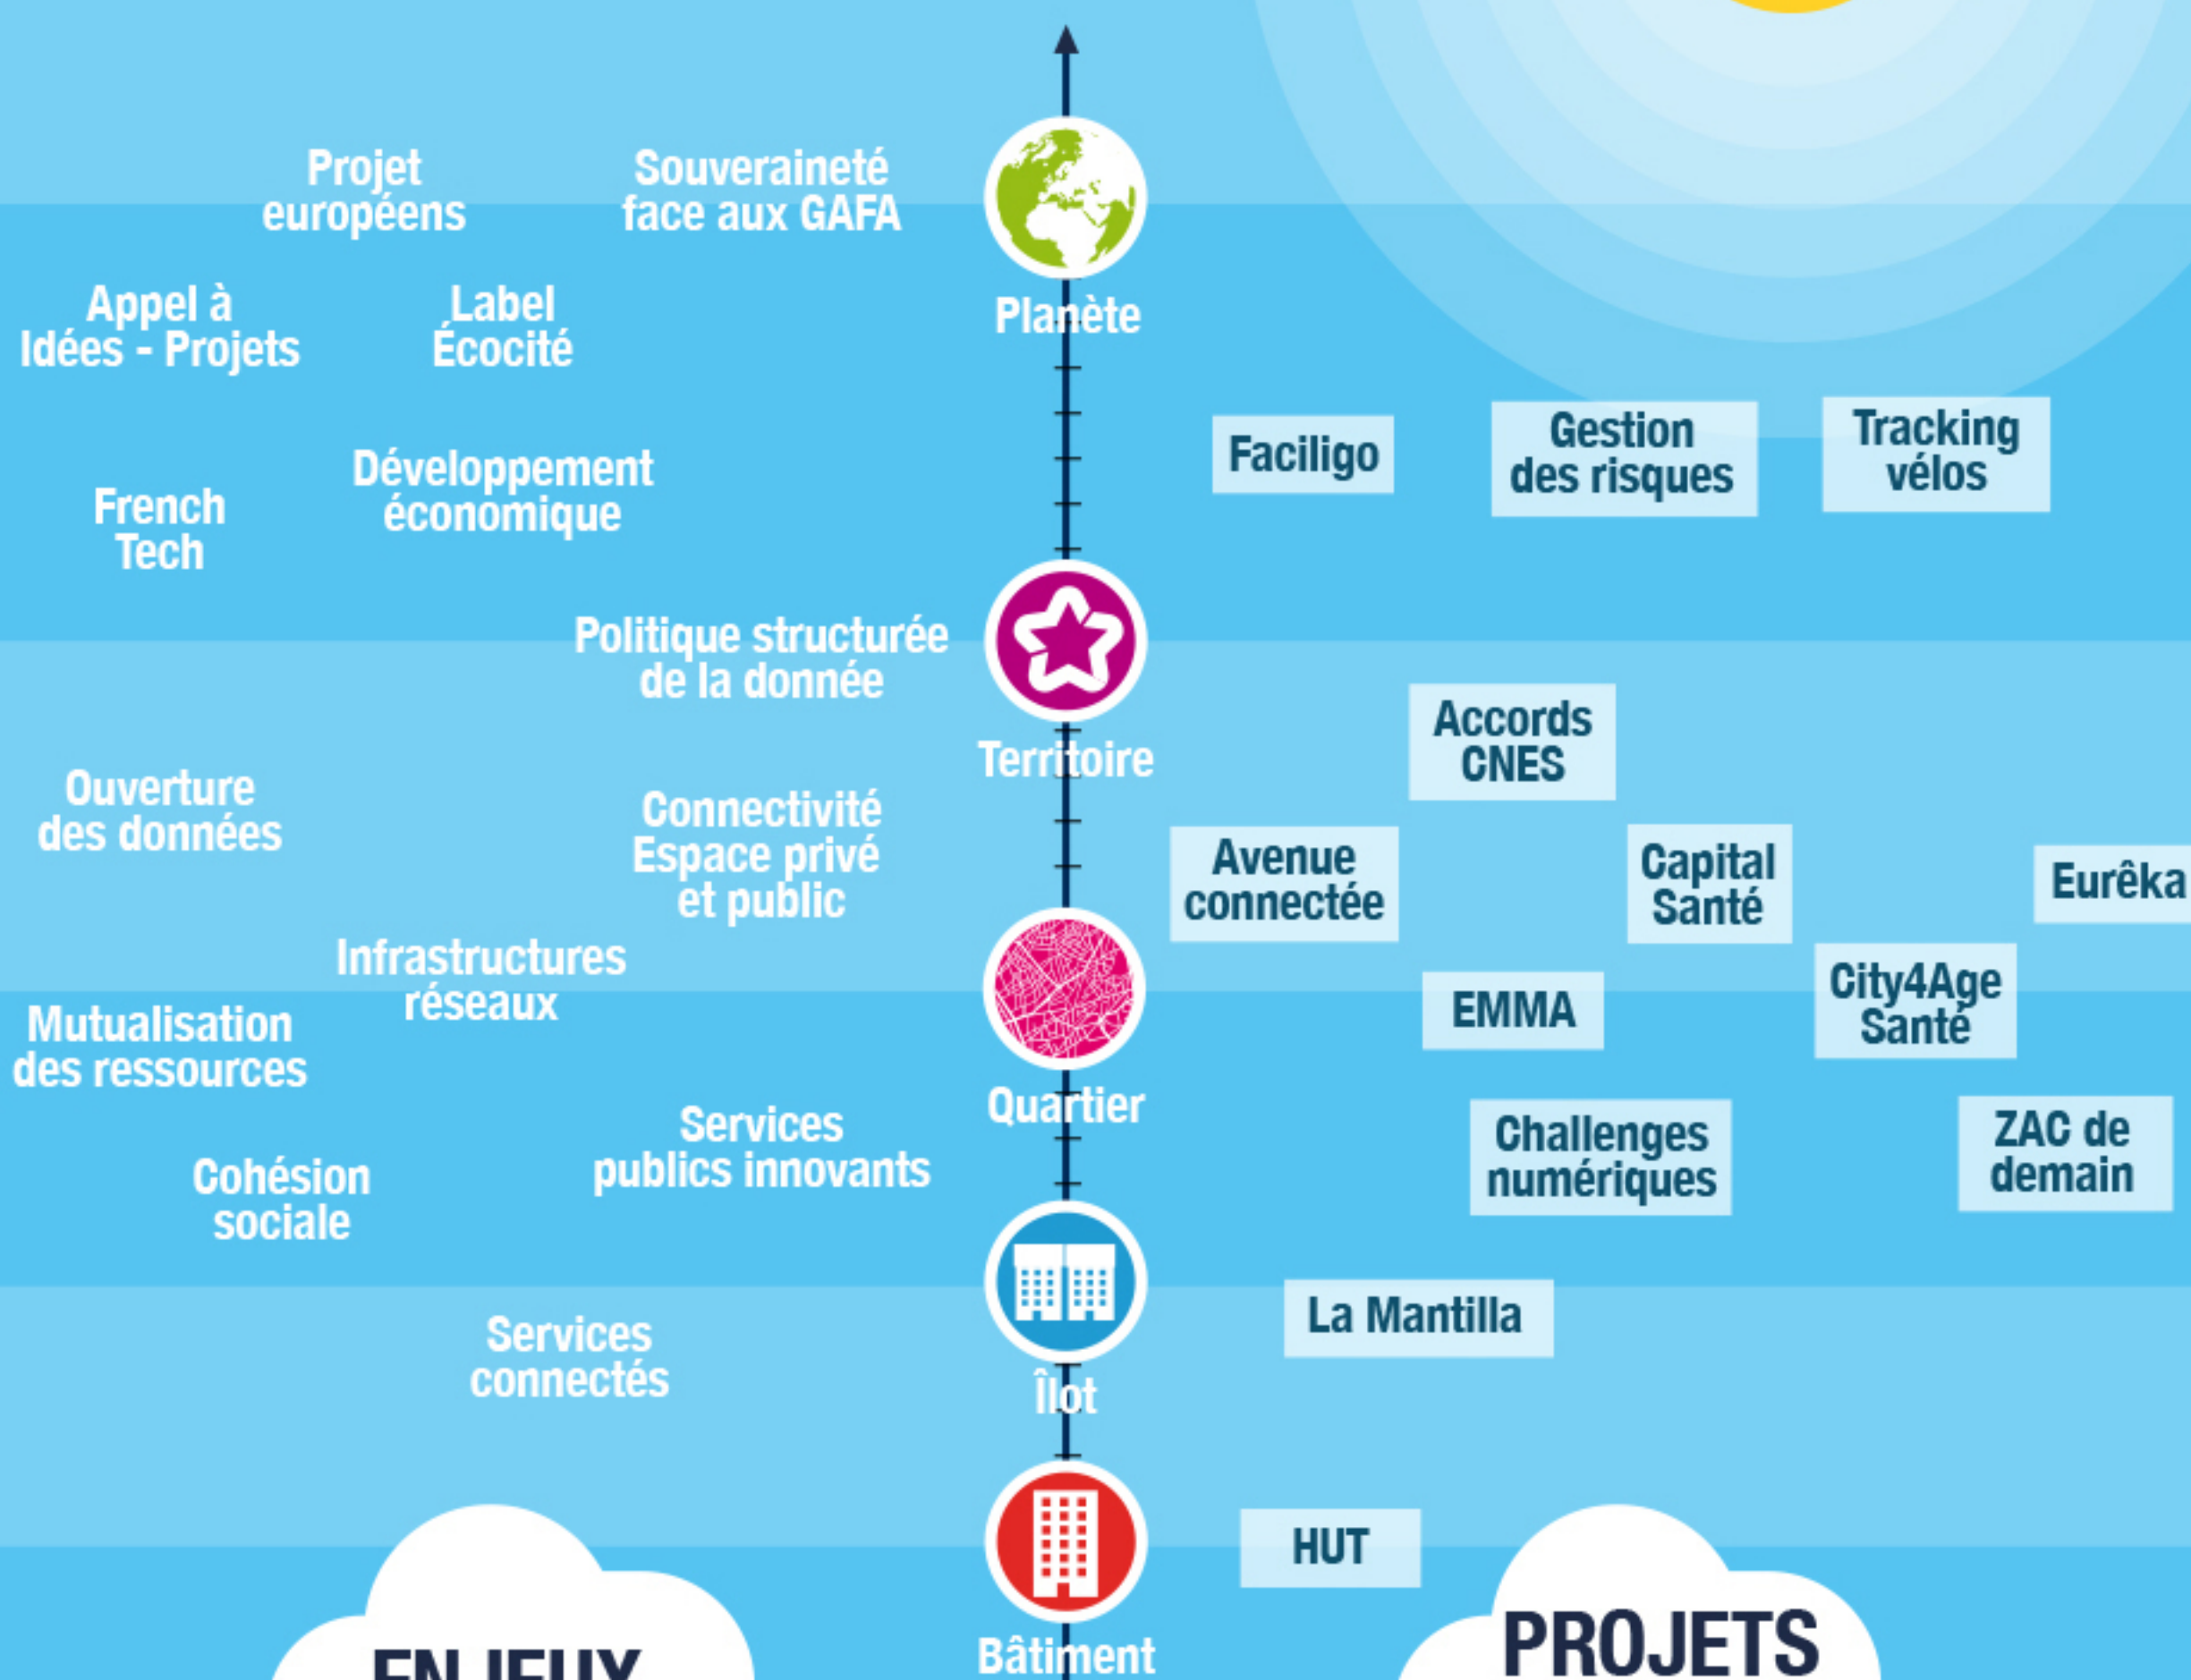 Projet
européens
Souveraineté
face aux GAFA
Appel à
Idées - Projets
Label
Écocité
Planète
Développement
économique
French
Tech
Faciligo
Gestion
des risques
Tracking
vélos
Politique structurée
de la donnée
Territoire
Accords
CNES
Ouverture
des données
Connectivité
Espace privé
et public
Avenue
connectée
Capital
Santé
Eurêka
Infrastructures
réseaux
Mutualisation
des ressources
EMMA
City4Age
Santé
Quartier
Services
publics innovants
Cohésion
sociale
Challenges
numériques
ZAC de
demain
La Mantilla
Services
connectés
Îlot
HUT
Bâtiment
ENJEUX
PROJETS